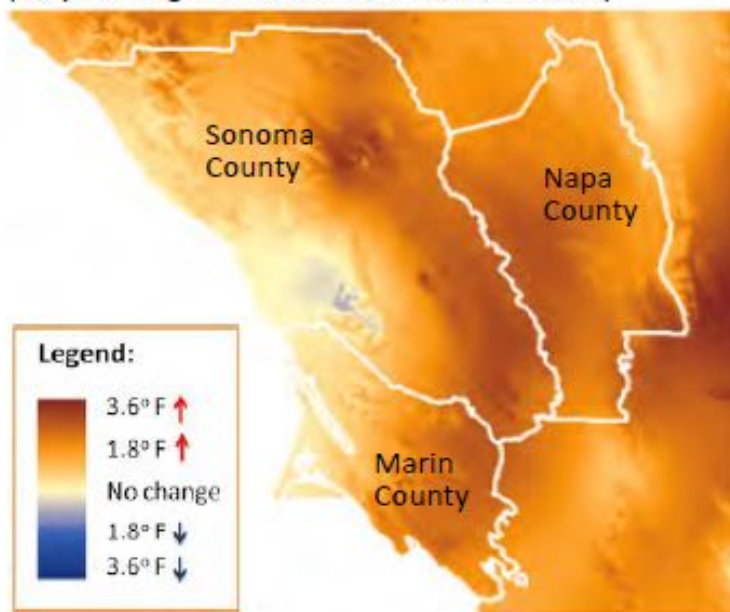 Sonoma
County
Napa
County
Marin
County
Legend:
3.6° F ↑
1.8° F ↑
No change
1.8° F ↓
3.6° F ↓